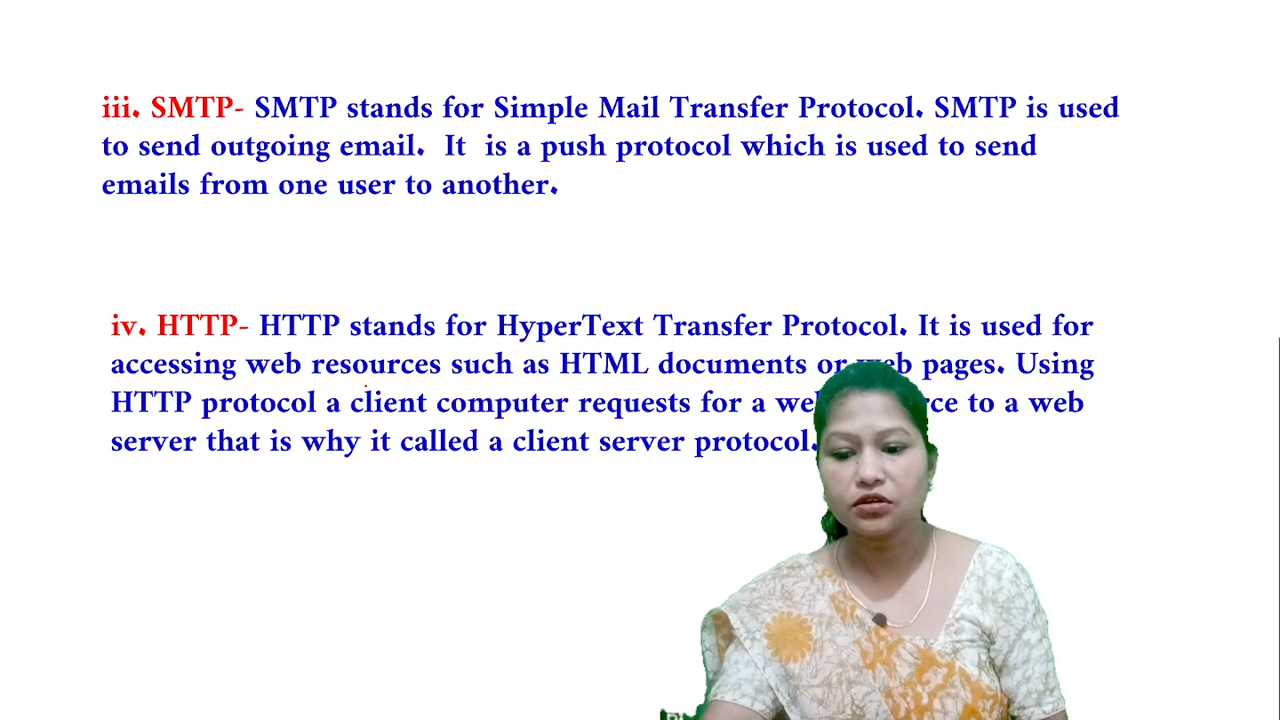 iii. SMTP- SMTP stands for Simple Mail Transfer Protocol. SMTP is used
to send outgoing email. It is a push protocol which is used to send
emails from one user to another.
iv. HTTP- HTTP stands for HyperText Transfer Protocol. It is used for
accessing web resources such as HTML documents or web pages. Using
HTTP protocol a client computer requests for a to a web
server that is why it called a client server protocol.